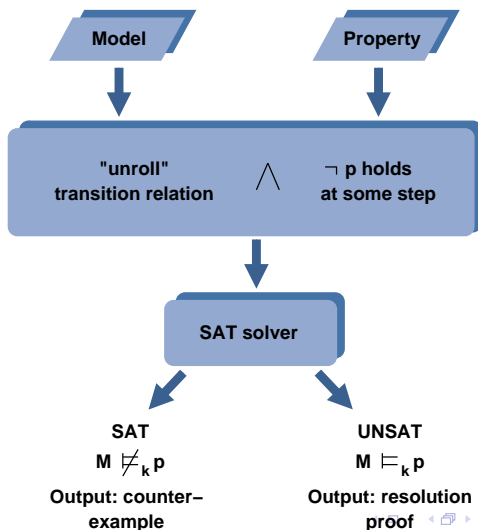 Model
Property
"unroll"
transition relation
⋀
¬ p holds
at some step
SAT solver
SAT
M ⊭ₖ p
Output: counter–
example
UNSAT
M ⊨ₖ p
Output: resolution
proof